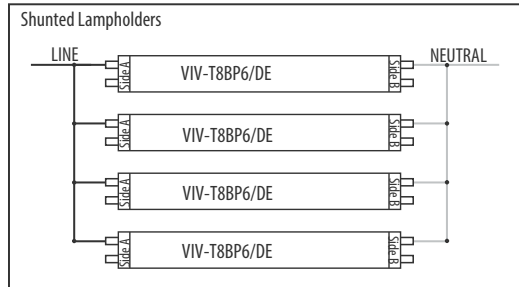 Shunted Lampholders
LINE
NEUTRAL
Side A
VIV-T8BP6/DE
Side B
Side A
VIV-T8BP6/DE
Side B
Side A
VIV-T8BP6/DE
Side B
Side A
VIV-T8BP6/DE
Side B